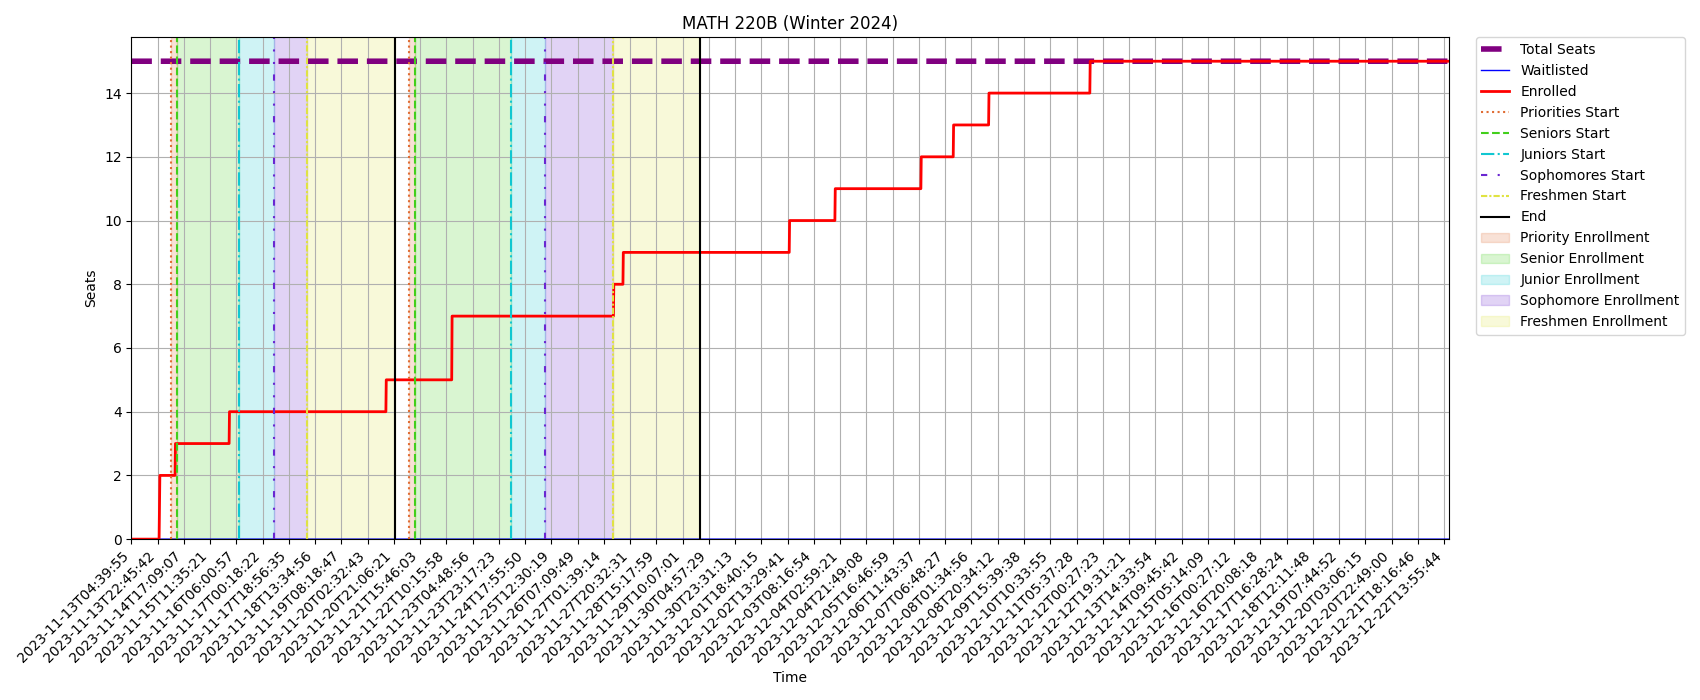 MATH 220B (Winter 2024)
Seats
14
12
10
8
6
4
2
0
2023-11-13T04:39:55
2023-11-13T22:45:42
2023-11-14T17:09:07
2023-11-15T11:35:21
2023-11-16T06:00:57
2023-11-17T00:18:22
2023-11-17T18:56:35
2023-11-18T13:34:56
2023-11-19T08:18:47
2023-11-20T02:32:43
2023-11-20T21:06:21
2023-11-21T15:46:03
2023-11-22T10:15:58
2023-11-23T04:48:56
2023-11-23T23:17:23
2023-11-24T17:55:50
2023-11-25T12:30:19
2023-11-26T07:09:49
2023-11-27T01:39:14
2023-11-27T20:32:31
2023-11-28T15:17:59
2023-11-29T10:07:01
2023-11-30T04:57:29
2023-11-30T23:31:13
2023-12-01T18:40:15
2023-12-02T13:29:41
2023-12-03T08:16:54
2023-12-04T02:59:21
2023-12-04T21:49:08
2023-12-05T16:46:59
2023-12-06T11:43:37
2023-12-07T06:48:27
2023-12-08T01:34:56
2023-12-08T20:34:12
2023-12-09T15:39:38
2023-12-10T10:33:55
2023-12-11T05:37:28
2023-12-12T00:27:23
2023-12-12T19:31:21
2023-12-13T14:33:54
2023-12-14T09:45:42
2023-12-15T05:14:09
2023-12-16T00:27:12
2023-12-16T20:08:18
2023-12-17T16:28:24
2023-12-18T12:11:48
2023-12-19T07:44:52
2023-12-20T03:06:15
2023-12-20T22:49:00
2023-12-21T18:16:46
2023-12-22T13:55:44
Time
Total Seats
Waitlisted
Enrolled
Priorities Start
Seniors Start
Juniors Start
Sophomores Start
Freshmen Start
End
Priority Enrollment
Senior Enrollment
Junior Enrollment
Sophomore Enrollment
Freshmen Enrollment